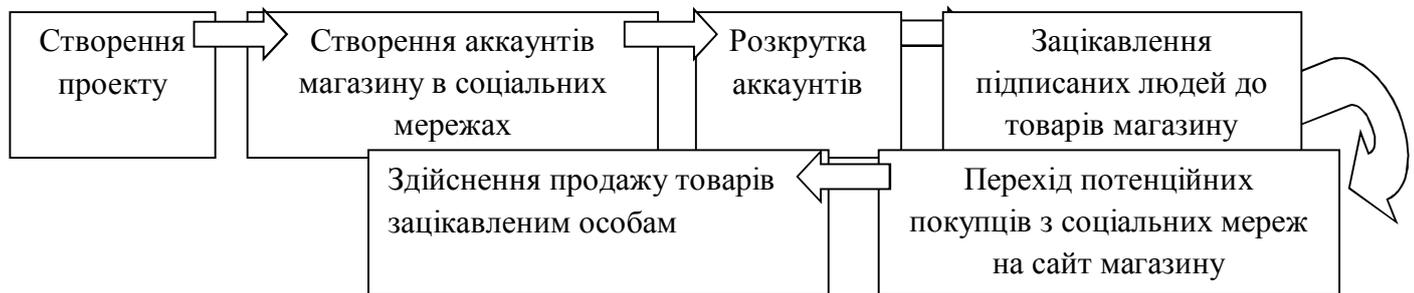 Створення
проекту
Створення аккаунтів
магазину в соціальних
мережах
Розкрутка
аккаунтів
Зацікавлення
підписаних людей до
товарів магазину
Перехід потенційних
покупців з соціальних мереж
на сайт магазину
Здійснення продажу товарів
зацікавленим особам